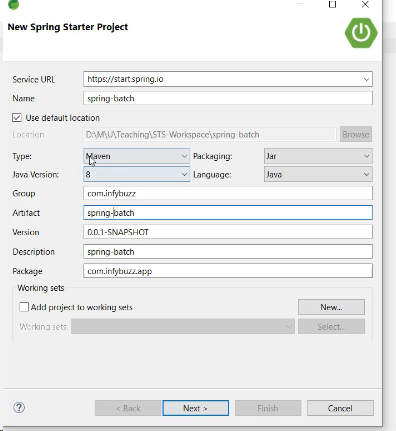 New Spring Starter Project
Service URL https://start.spring.io
Name spring-batch
Use default location
Location D:\M\U\Teaching\STS-Workspace\spring-batch Browse
Type: Maven Packaging: Jar
Java Version: 8 Language: Java
Group com.infybuzz
Artifact spring-batch
Version 0.0.1-SNAPSHOT
Description spring-batch
Package com.infybuzz.app
Working sets
Add project to working sets New...
Working sets: Select...
? < Back Next > Finish Cancel